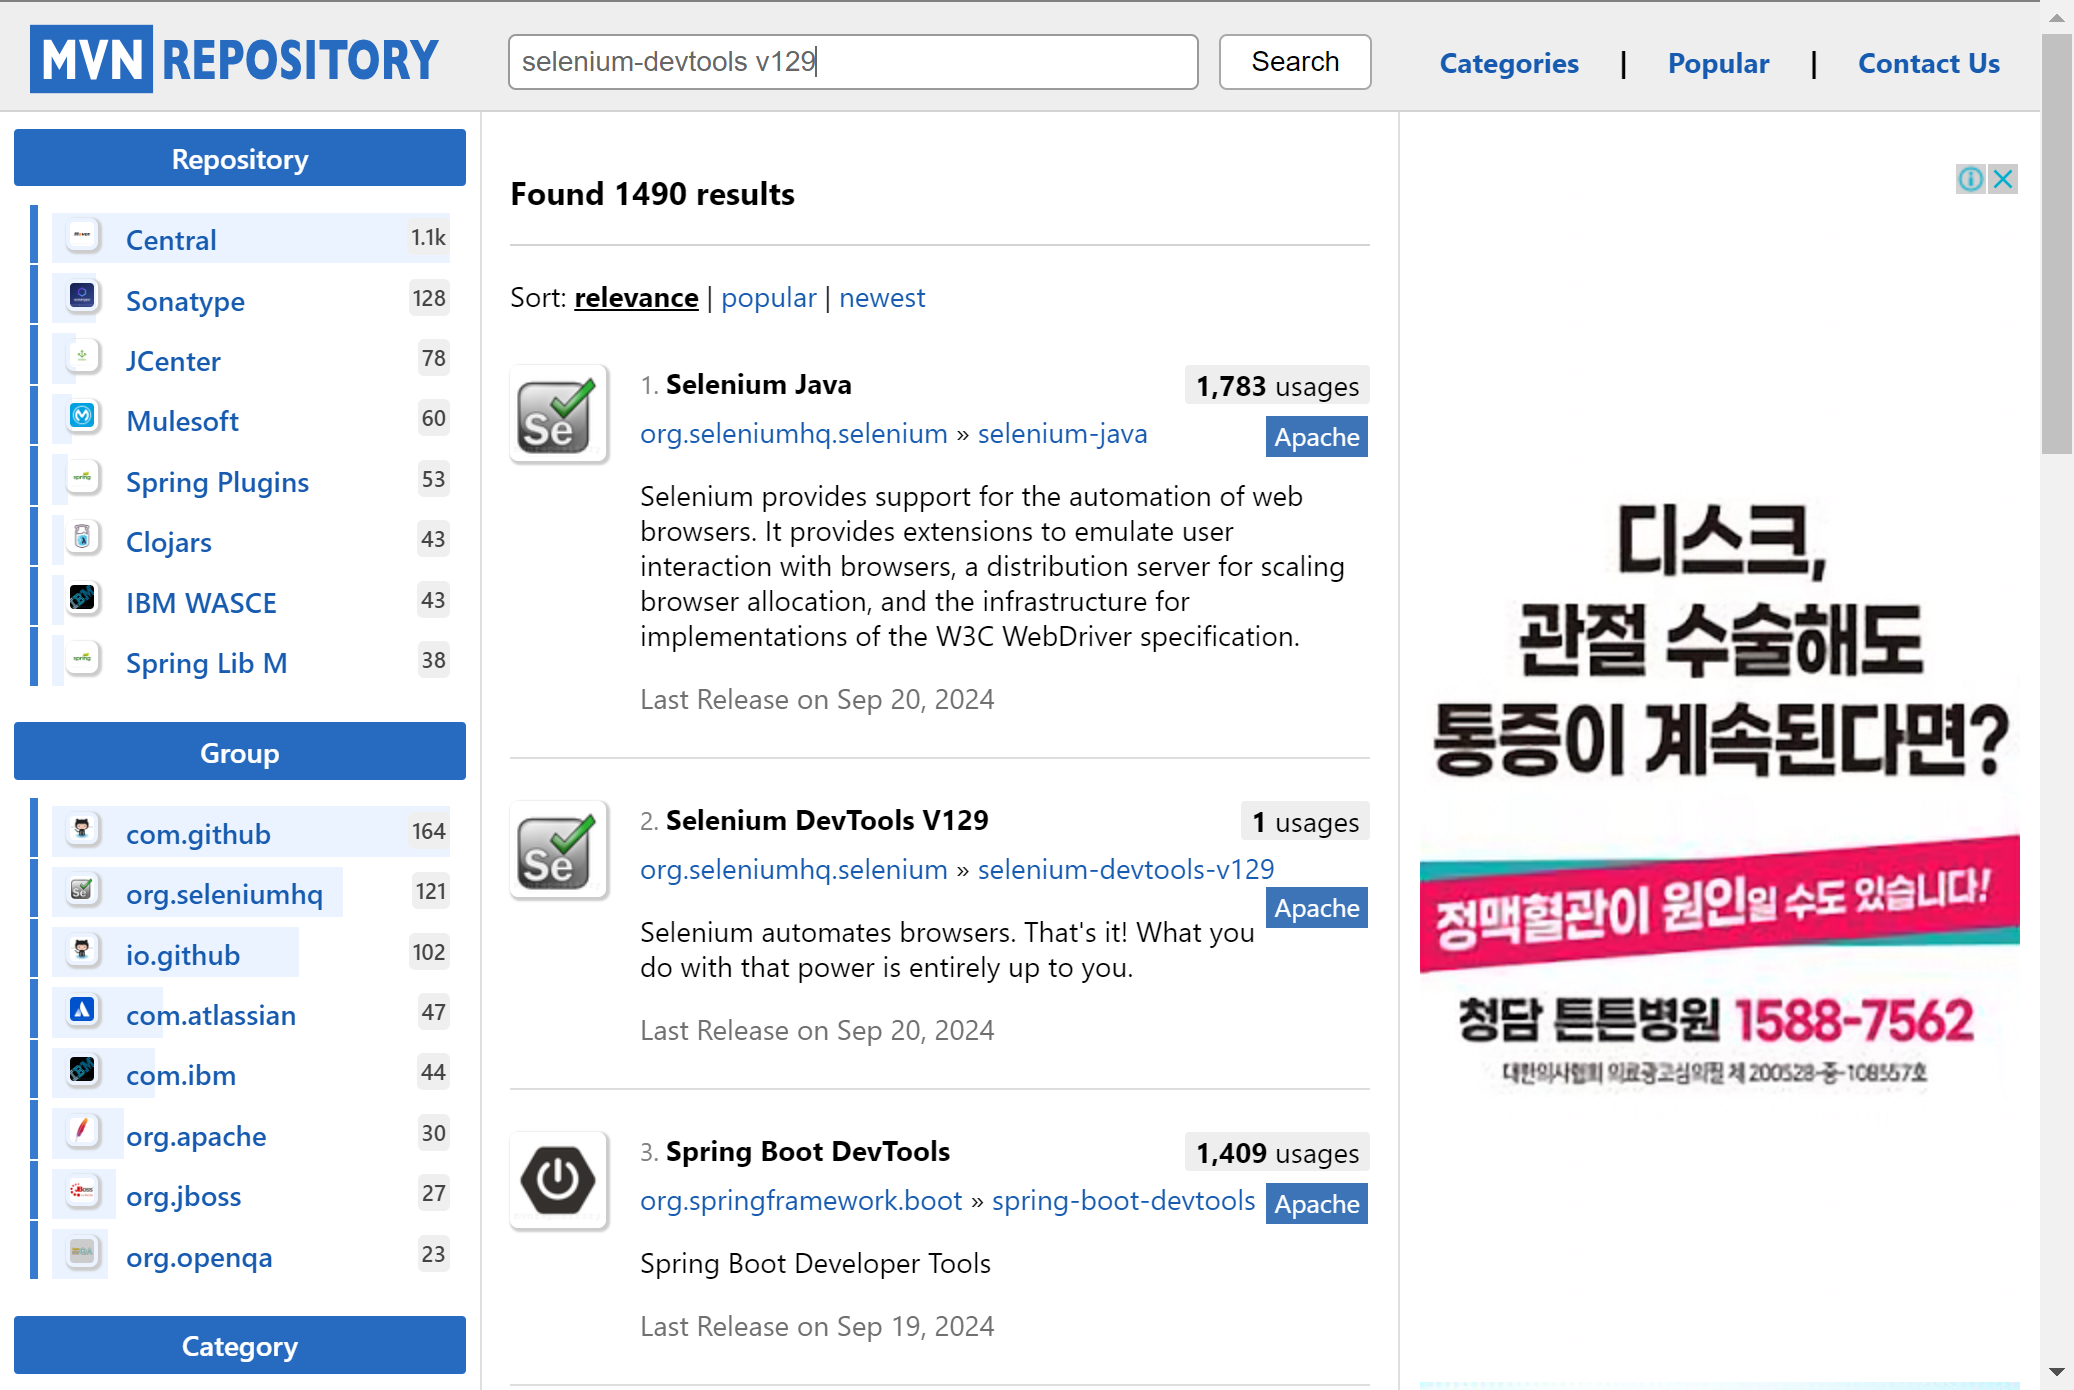 MVN REPOSITORY
selenium-devtools v129
Search
Categories | Popular | Contact Us
Repository
Central 1.1k
Sonatype 128
JCenter 78
Mulesoft 60
Spring Plugins 53
Clojars 43
IBM WASCE 43
Spring Lib M 38
Group
com.github 164
org.seleniumhq 121
io.github 102
com.atlassian 47
com.ibm 44
org.apache 30
org.jboss 27
org.openqa 23
Category
Found 1490 results
Sort: relevance | popular | newest
1. Selenium Java 1,783 usages
org.seleniumhq.selenium » selenium-java Apache
Selenium provides support for the automation of web
browsers. It provides extensions to emulate user
interaction with browsers, a distribution server for scaling
browser allocation, and the infrastructure for
implementations of the W3C WebDriver specification.
Last Release on Sep 20, 2024
2. Selenium DevTools V129 1 usages
org.seleniumhq.selenium » selenium-devtools-v129
Apache
Selenium automates browsers. That's it! What you
do with that power is entirely up to you.
Last Release on Sep 20, 2024
3. Spring Boot DevTools 1,409 usages
org.springframework.boot » spring-boot-devtools Apache
Spring Boot Developer Tools
Last Release on Sep 19, 2024
디스크,
관절 수술해도
통증이 계속된다면?
정맥혈관이 원인일 수도 있습니다!
청담 튼튼병원 1588-7562
대한의사협회 의료광고심의필 제 200528-중-108557호